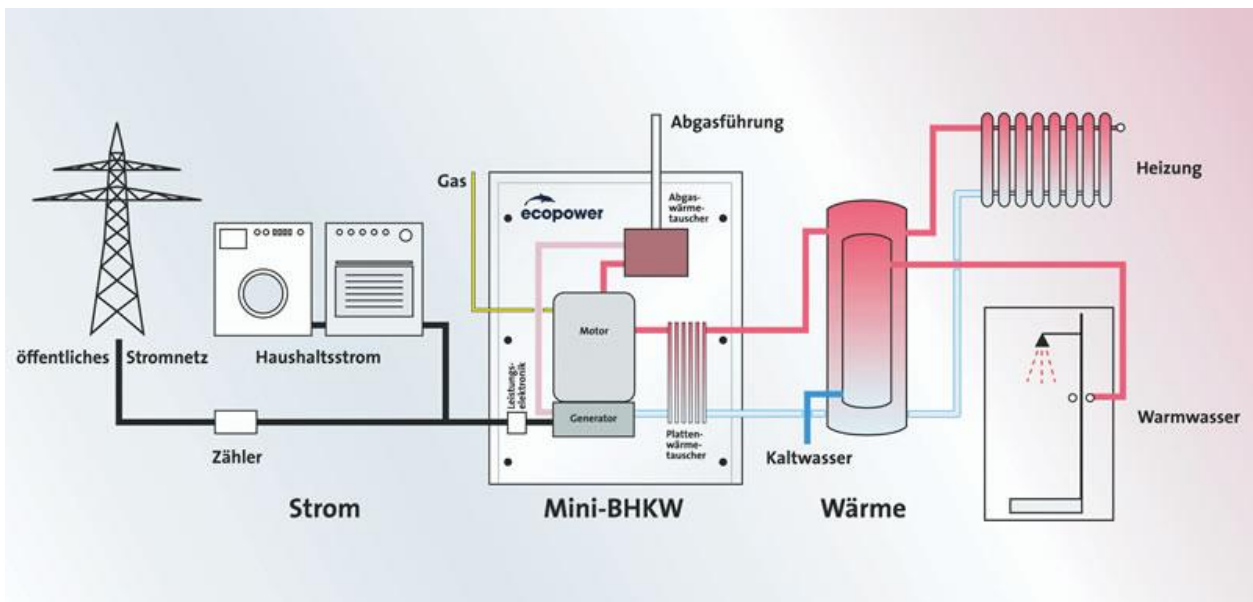 Abgasführung
Gas
ecopower
Abgas-
wärme-
tauscher
Heizung
Motor
öffentliches Stromnetz
Haushaltsstrom
Leistungs-
elektronik
Generator
Warmwasser
Platten-
wärme-
tauscher
Zähler
Kaltwasser
Strom
Mini-BHKW
Wärme